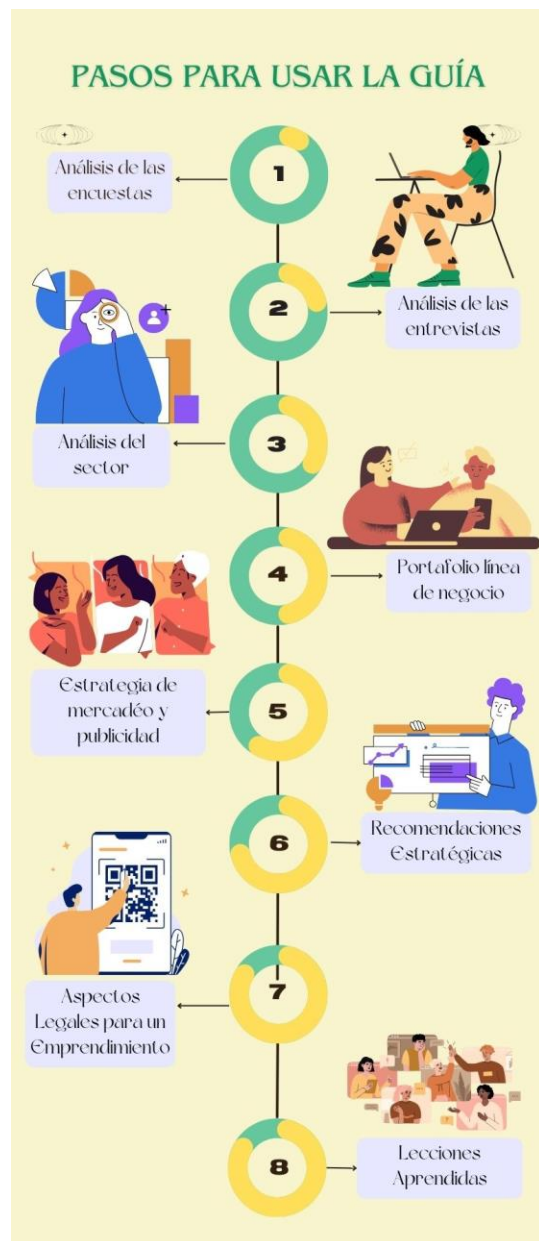 PASOS PARA USAR LA GUÍA
1
Análisis de las
encuestas
2
Análisis de las
entrevistas
3
Análisis del
sector
4
Portafolio línea
de negocio
5
Estrategia de
mercadéo y
publicidad
6
Recomendaciones
Estratégicas
7
Aspectos
Legales para un
Emprendimiento
8
Lecciones
Aprendidas